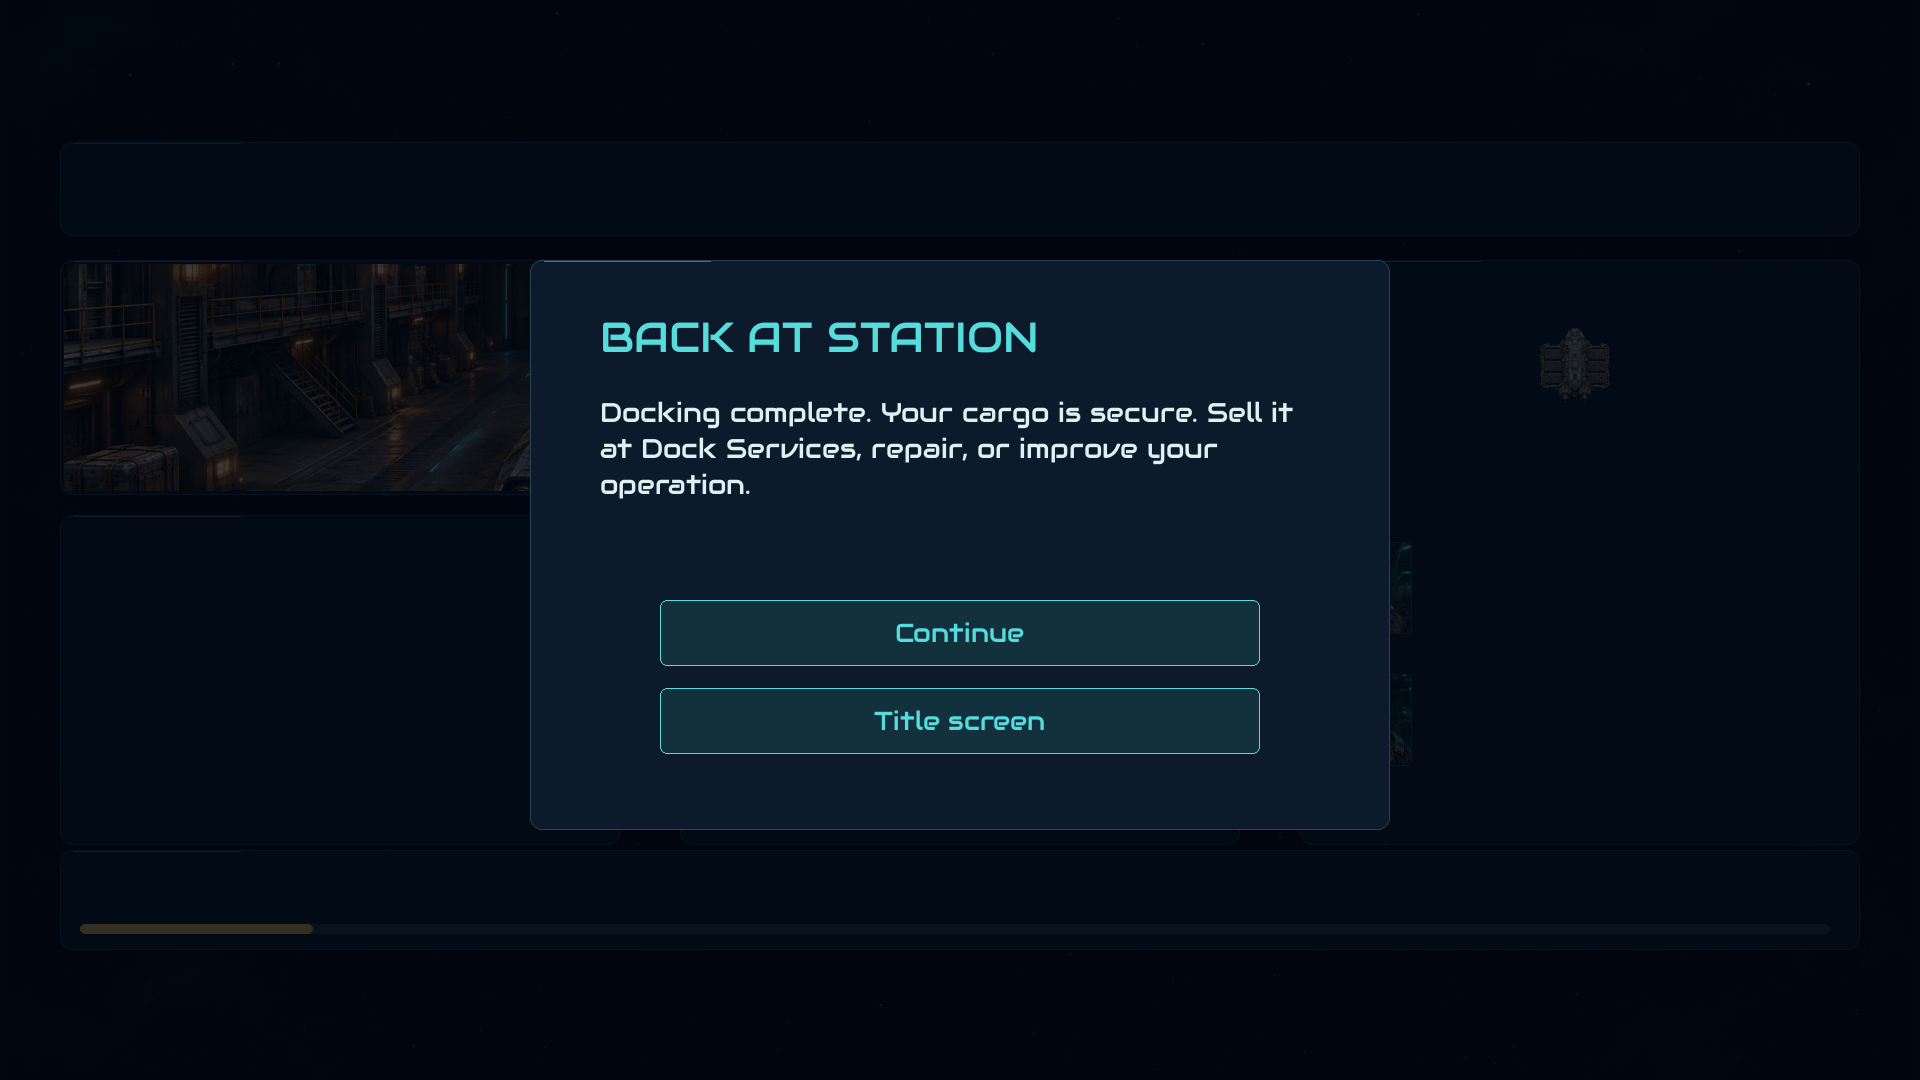 BACK AT STATION
Docking complete. Your cargo is secure. Sell it
at Dock Services, repair, or improve your
operation.
Continue
Title screen